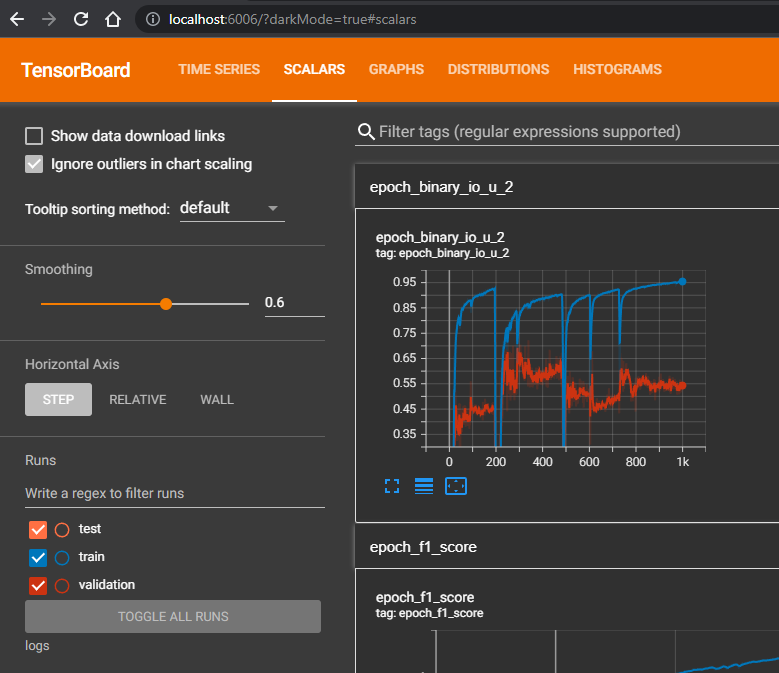 localhost:6006/?darkMode=true#scalars
TensorBoard TIME SERIES SCALARS GRAPHS DISTRIBUTIONS HISTOGRAMS
Show data download links
Ignore outliers in chart scaling
Tooltip sorting method: default
Smoothing
0.6
Horizontal Axis
STEP RELATIVE WALL
Runs
Write a regex to filter runs
test
train
validation
TOGGLE ALL RUNS
logs
Filter tags (regular expressions supported)
epoch_binary_io_u_2
epoch_binary_io_u_2
tag: epoch_binary_io_u_2
0.95
0.85
0.75
0.65
0.55
0.45
0.35
0 200 400 600 800 1k
epoch_f1_score
epoch_f1_score
tag: epoch_f1_score